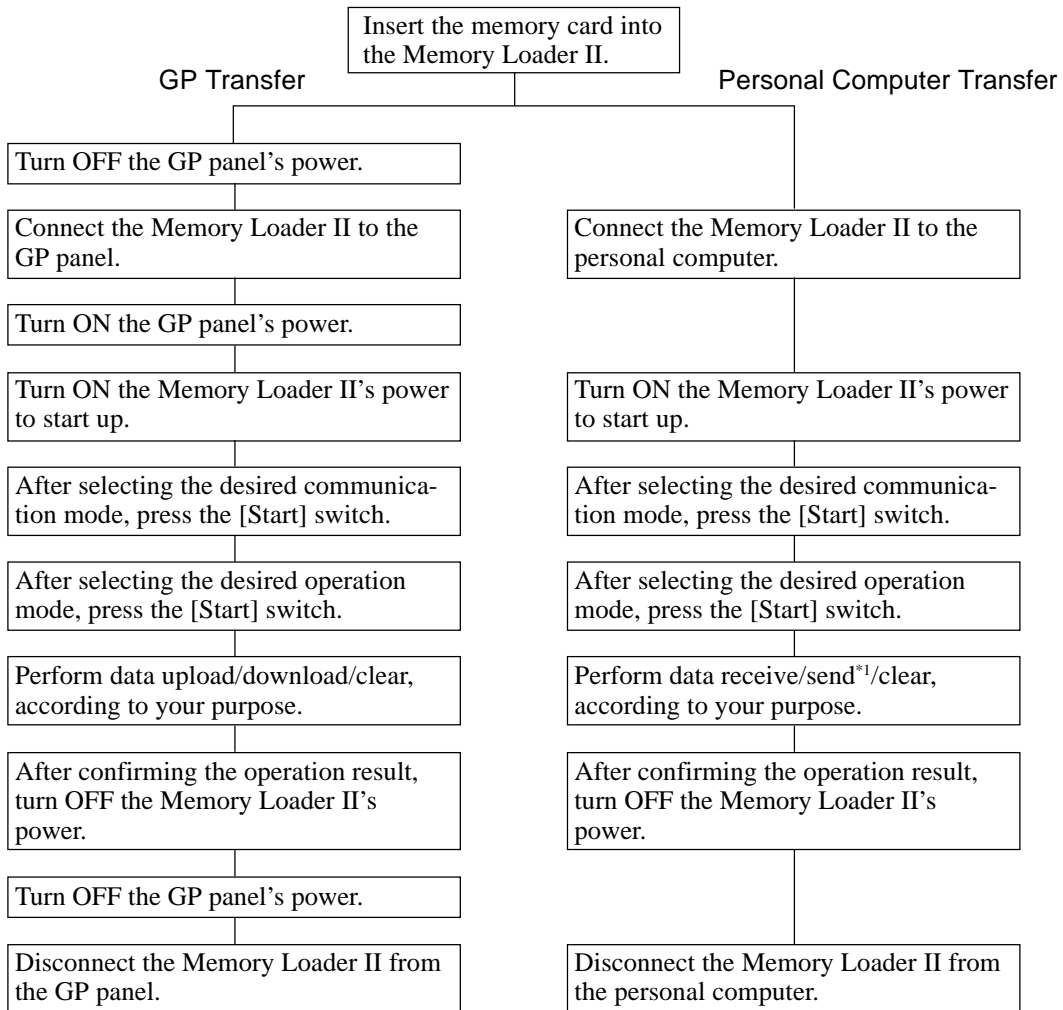 Insert the memory card into
the Memory Loader II.
GP Transfer
Personal Computer Transfer
Turn OFF the GP panel’s power.
Connect the Memory Loader II to the
GP panel.
Turn ON the GP panel’s power.
Turn ON the Memory Loader II’s power
to start up.
After selecting the desired communica-
tion mode, press the [Start] switch.
After selecting the desired operation
mode, press the [Start] switch.
Perform data upload/download/clear,
according to your purpose.
After confirming the operation result,
turn OFF the Memory Loader II's
power.
Turn OFF the GP panel’s power.
Disconnect the Memory Loader II from
the GP panel.
Connect the Memory Loader II to the
personal computer.
Turn ON the Memory Loader II’s power
to start up.
After selecting the desired communica-
tion mode, press the [Start] switch.
After selecting the desired operation
mode, press the [Start] switch.
Perform data receive/send*1/clear,
according to your purpose.
After confirming the operation result,
turn OFF the Memory Loader II's
power.
Disconnect the Memory Loader II from
the personal computer.